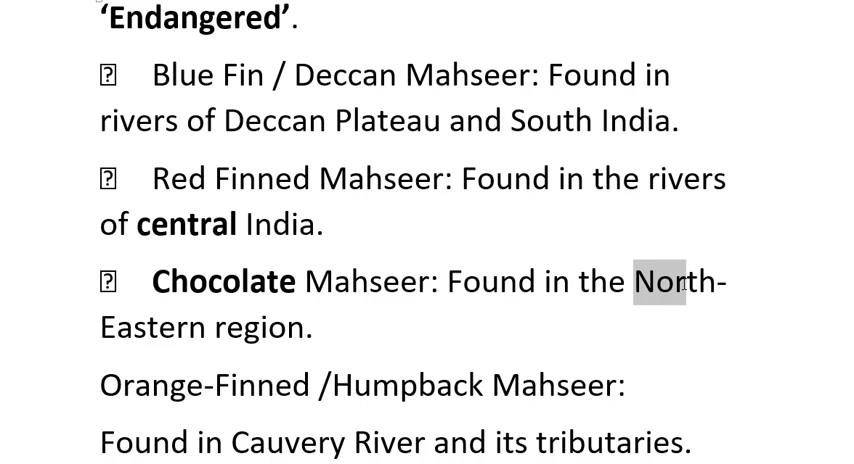 ‘Endangered’.
Blue Fin / Deccan Mahseer: Found in
rivers of Deccan Plateau and South India.
Red Finned Mahseer: Found in the rivers
of central India.
Chocolate Mahseer: Found in the North-
Eastern region.
Orange-Finned /Humpback Mahseer:
Found in Cauvery River and its tributaries.